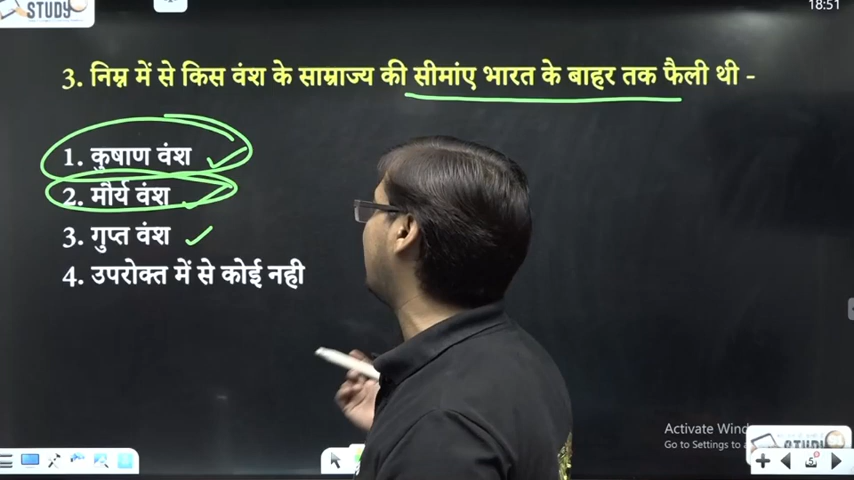 STUDY
18:51
3. निम्न में से किस वंश के साम्राज्य की सीमांए भारत के बाहर तक फैली थी -
1. कुषाण वंश
2. मौर्य वंश
3. गुप्त वंश
4. उपरोक्त में से कोई नही
Activate Wind
Go to Settings to a
STUDY